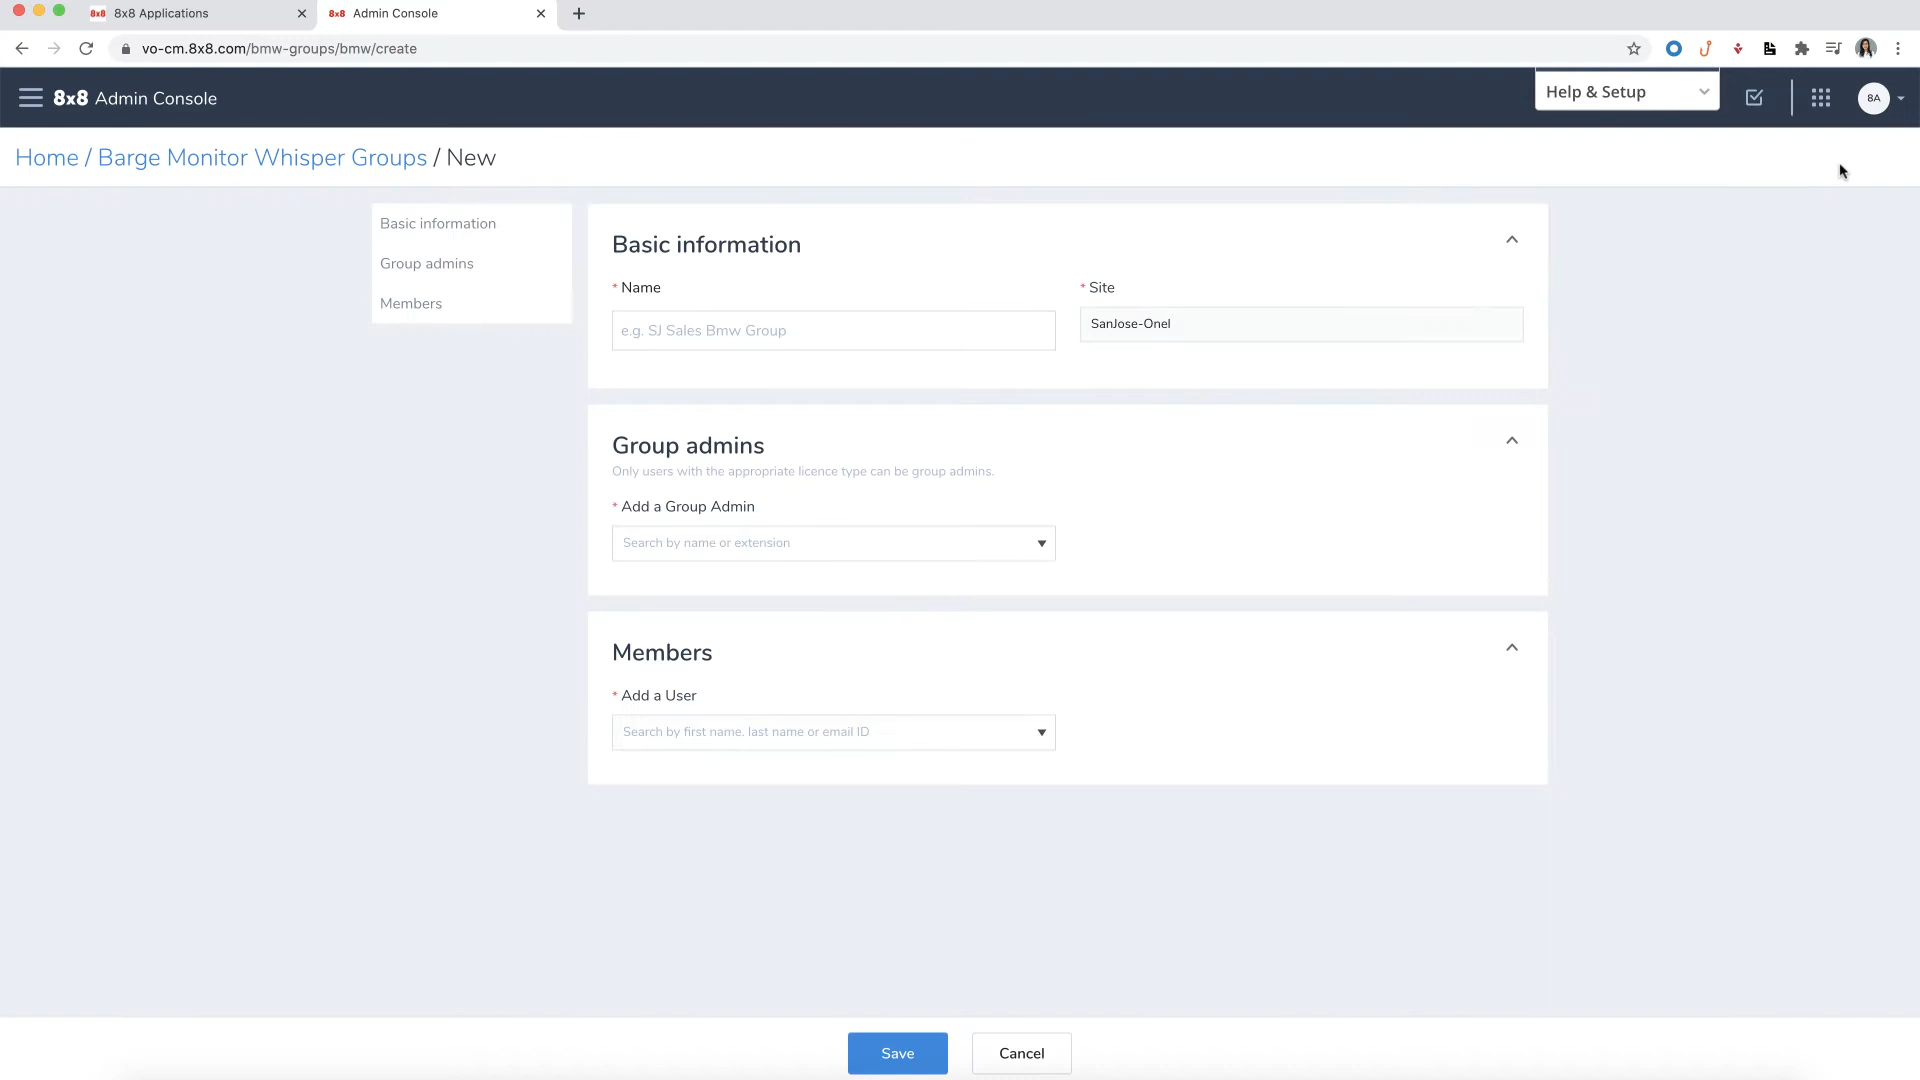 8x8 8x8 Applications
8x8 Admin Console
vo-cm.8x8.com/bmw-groups/bmw/create
8x8 Admin Console
Help & Setup
8A
Home / Barge Monitor Whisper Groups / New
Basic information
Group admins
Members
Basic information
* Name
* Site
e.g. SJ Sales Bmw Group
SanJose-Onel
Group admins
Only users with the appropriate licence type can be group admins.
* Add a Group Admin
Search by name or extension
Members
* Add a User
Search by first name, last name or email ID
Save
Cancel